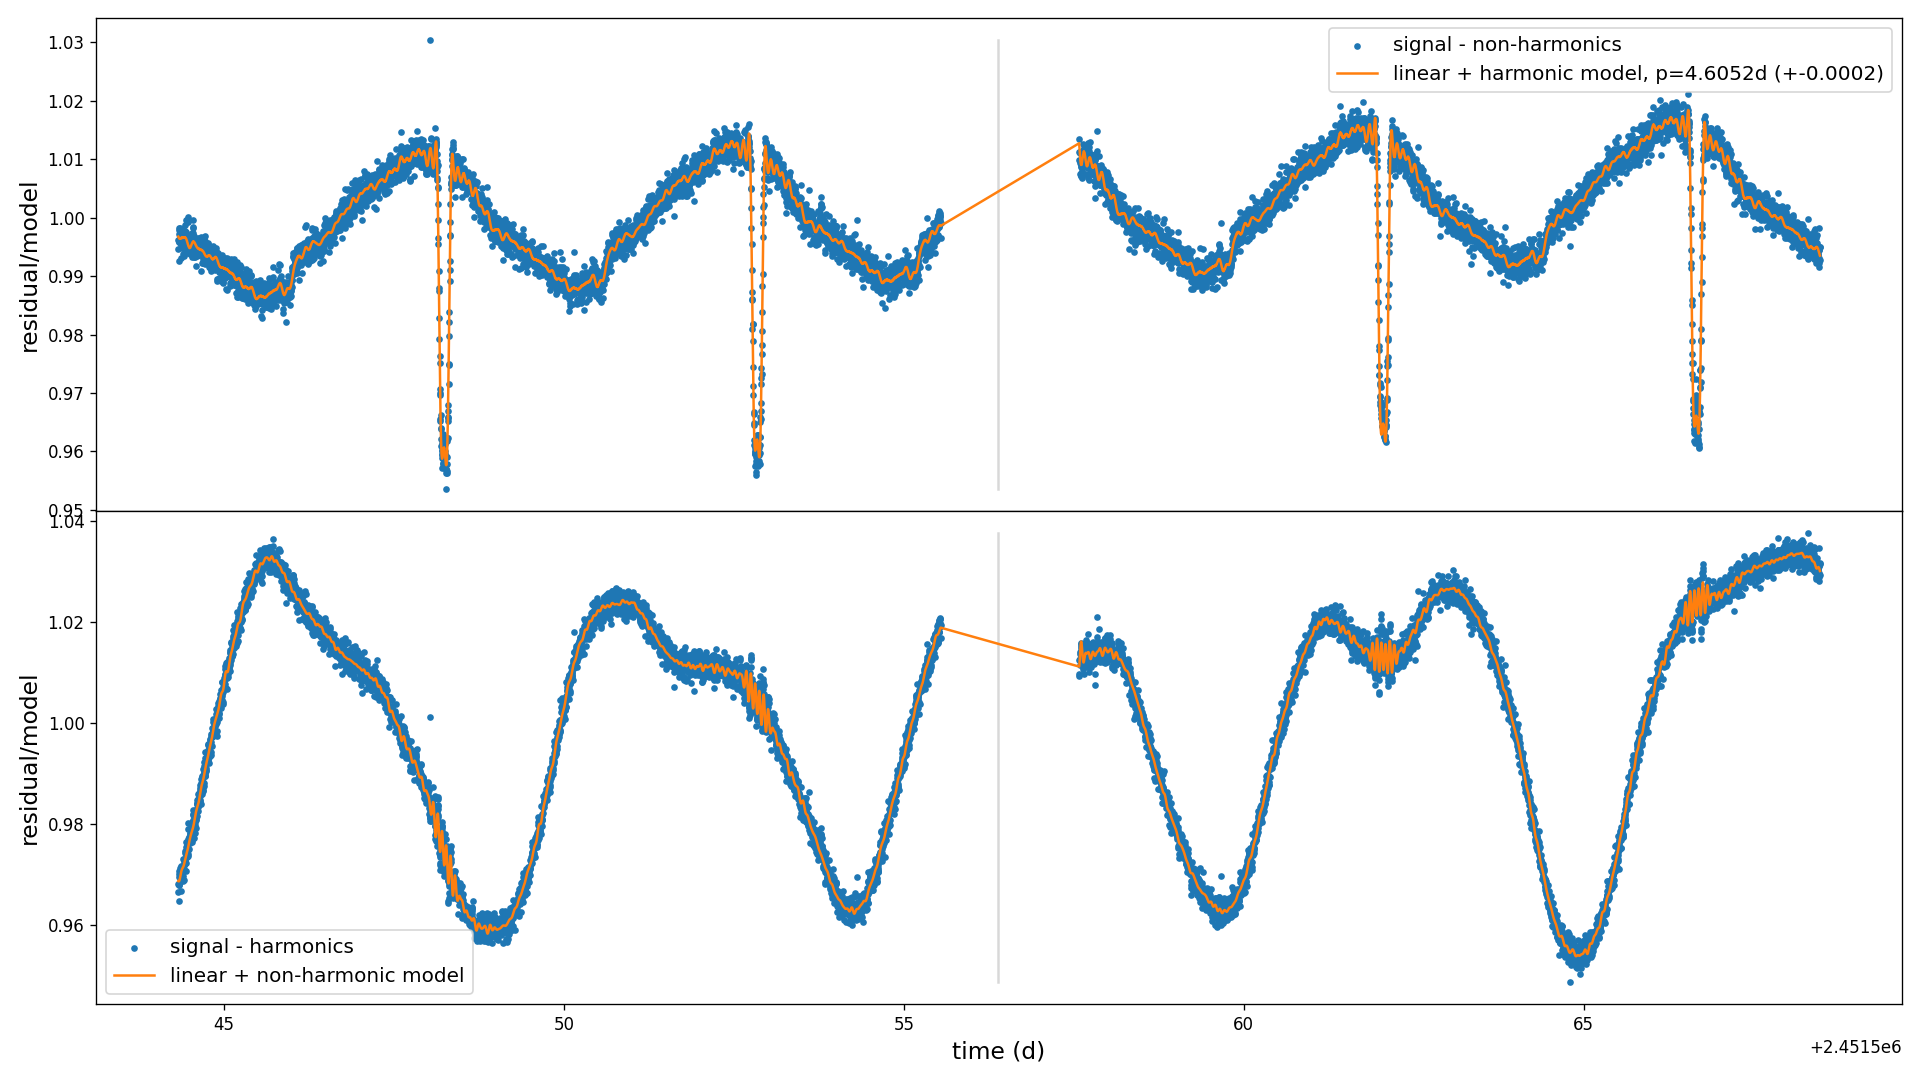 signal - non-harmonics
linear + harmonic model, p=4.6052d (+-0.0002)
1.03
1.02
1.01
1.00
0.99
0.98
0.97
0.96
0.95
residual/model
1.04
1.02
1.00
0.98
0.96
residual/model
signal - harmonics
linear + non-harmonic model
45
50
55
60
65
time (d)
+2.4515e6